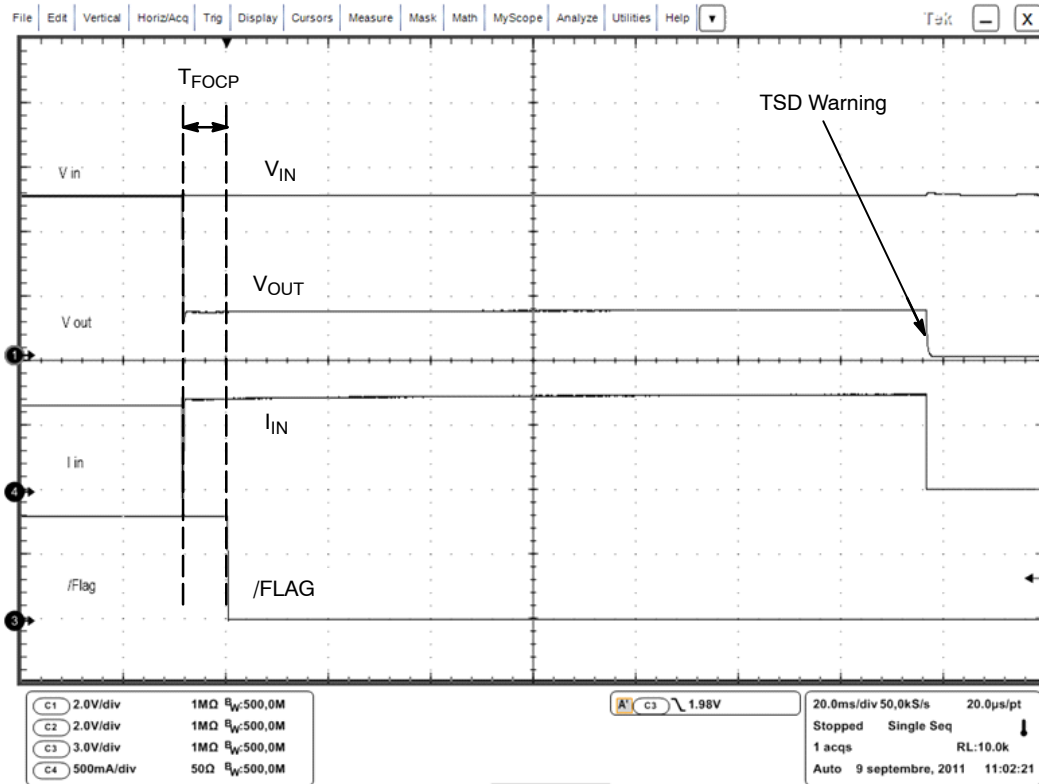 File Edit Vertical Horiz/Acq Trig Display Cursors Measure Mask Math MyScope Analyze Utilities Help Tek X
TFOCP
TSD Warning
V in
VIN
VOUT
V out
1
IIN
I in
4
/Flag
/FLAG
3
C1 2.0V/div 1MΩ BW:500,0M
C2 2.0V/div 1MΩ BW:500,0M
C3 3.0V/div 1MΩ BW:500,0M
C4 500mA/div 50Ω BW:500,0M
A' C3 1.98V
20.0ms/div 50,0kS/s 20.0µs/pt
Stopped Single Seq
1 acqs RL:10.0k
Auto 9 septembre, 2011 11:02:21